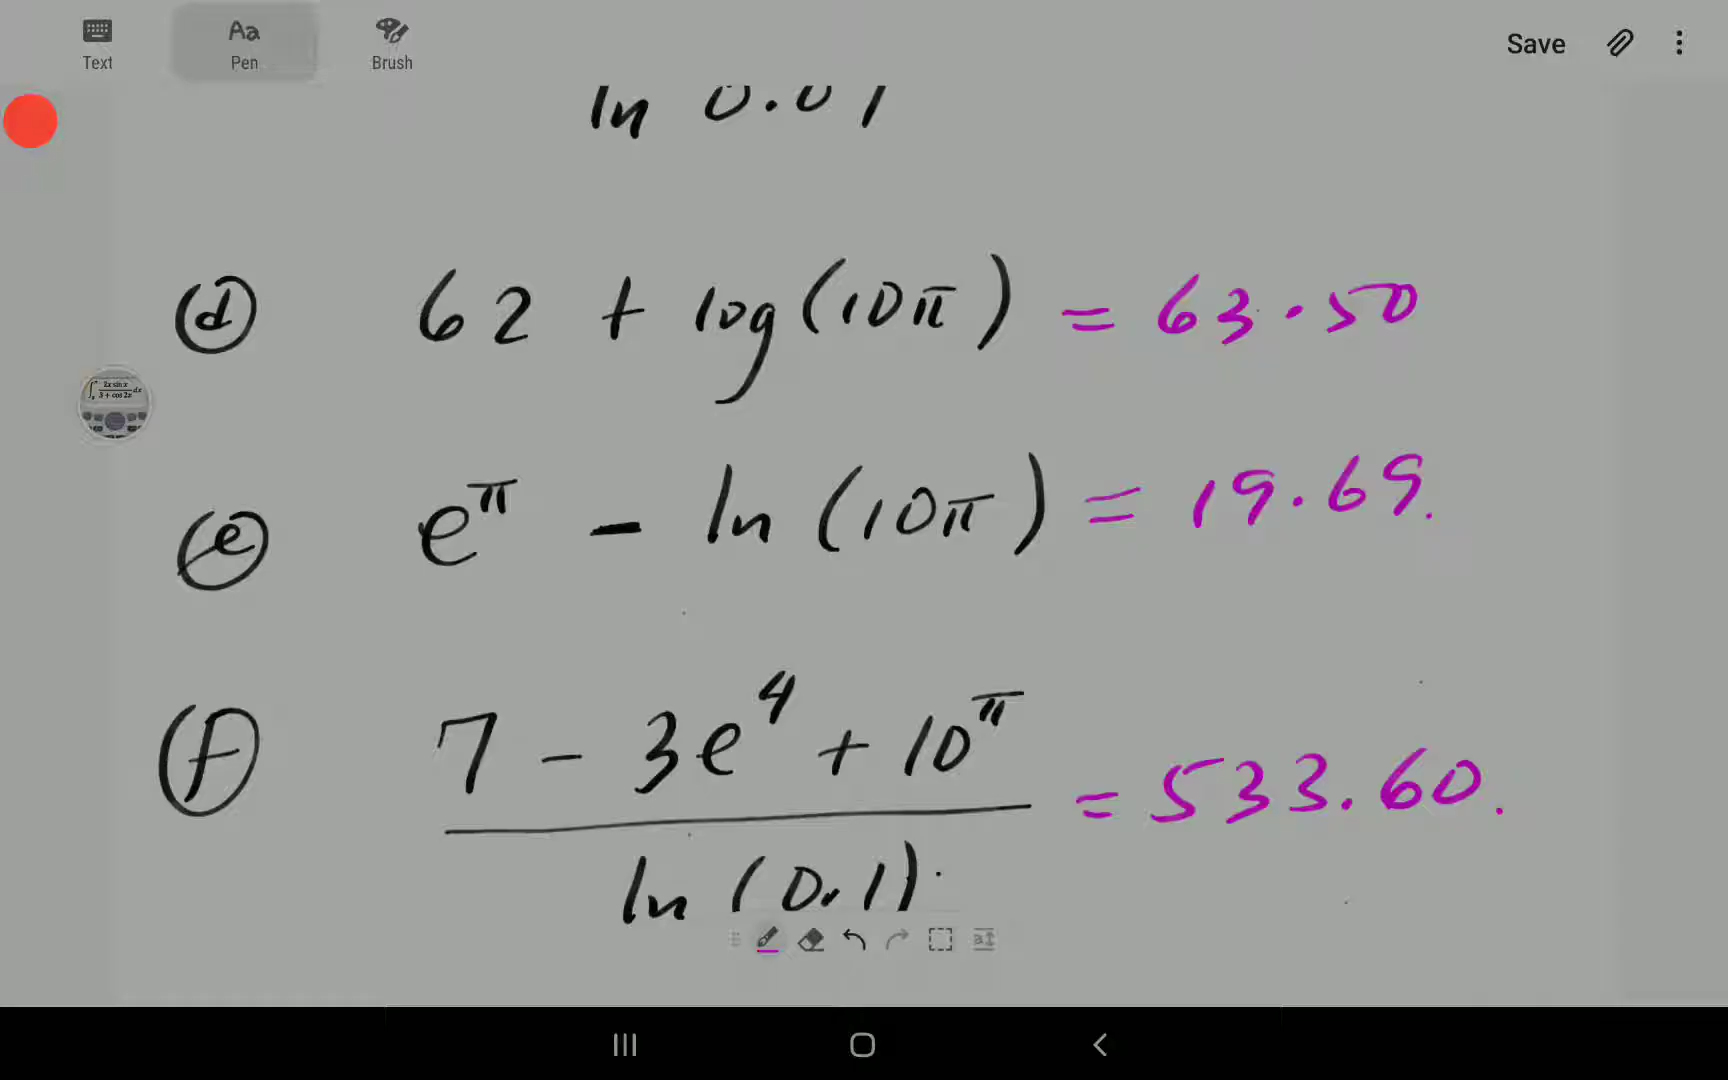 Text Pen Brush Save
ln 0.01
(d) 62 + log(10π) = 63.50
(e) e^π - ln(10π) = 19.69.
(f) 7 - 3e^4 + 10^π = 533.60.
ln(0.1)